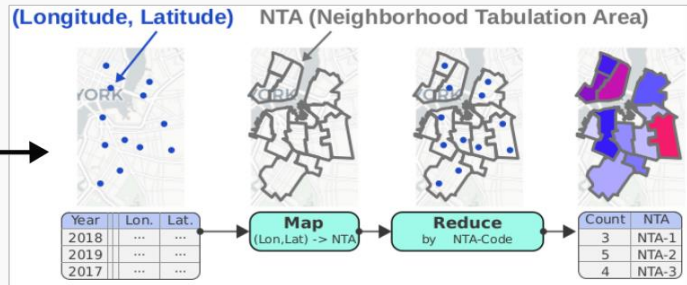 (Longitude, Latitude)
NTA (Neighborhood Tabulation Area)
YORK
YORK
YORK
Year Lon. Lat.
2018 ... ...
2019 ... ...
2017 ... ...
Map
(Lon,Lat) -> NTA
Reduce
by NTA-Code
Count NTA
3 NTA-1
5 NTA-2
4 NTA-3